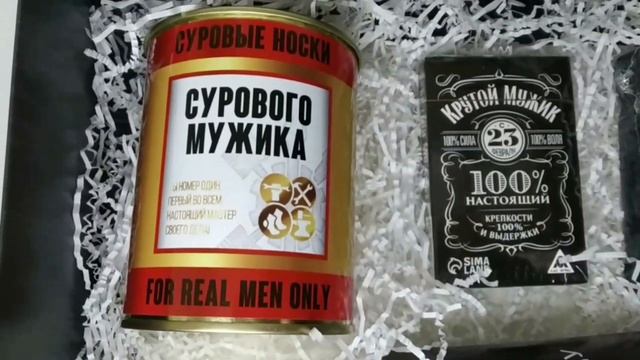 СУРОВЫЕ НОСКИ
СУРОВОГО
МУЖИКА
НОМЕР ОДИН,
ПЕРВЫЙ ВО ВСЕМ
НАСТОЯЩИЙ МАСТЕР
СВОЕГО ДЕЛА!
FOR REAL MEN ONLY
КРУТОЙ МУЖИК
100% СИЛА
С
23
ФЕВРАЛЯ
100% ВОЛЯ
100%
НАСТОЯЩИЙ
КРЕПКОСТИ
100%
И ВЫДЕРЖКИ
SIMA
LAND